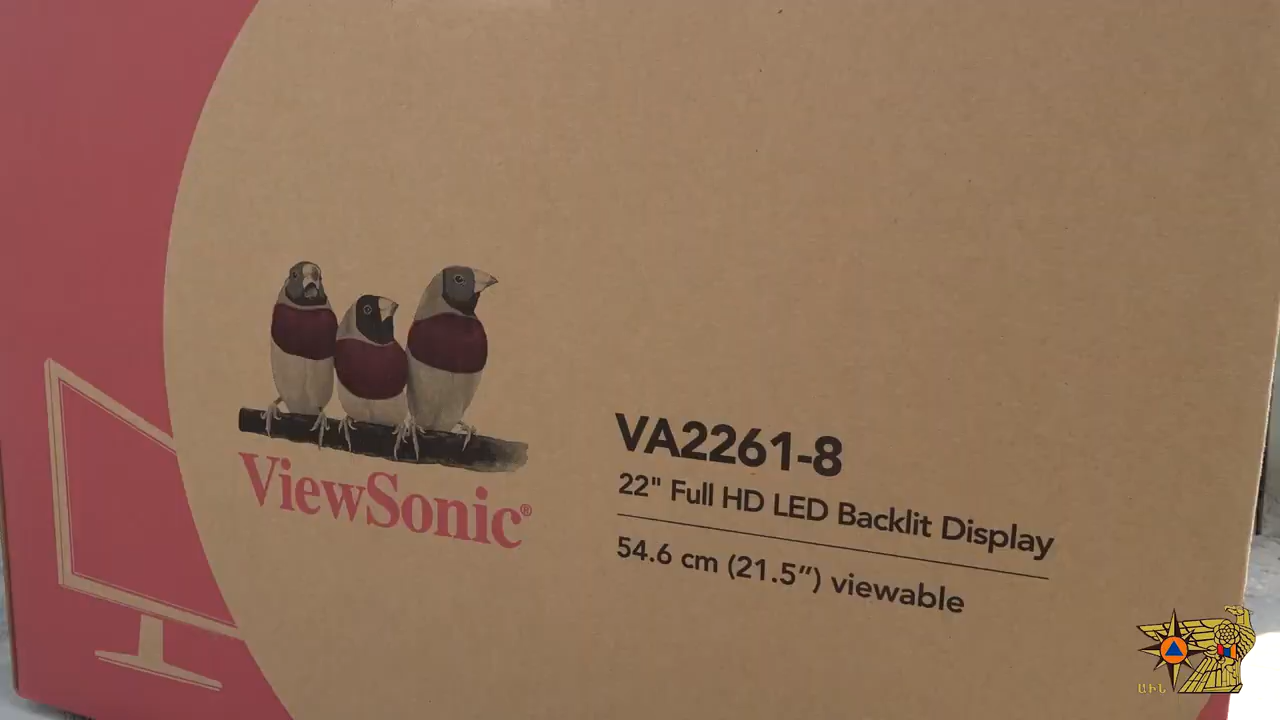 ViewSonic®
VA2261-8
22" Full HD LED Backlit Display
54.6 cm (21.5") viewable
ԱԻՆ